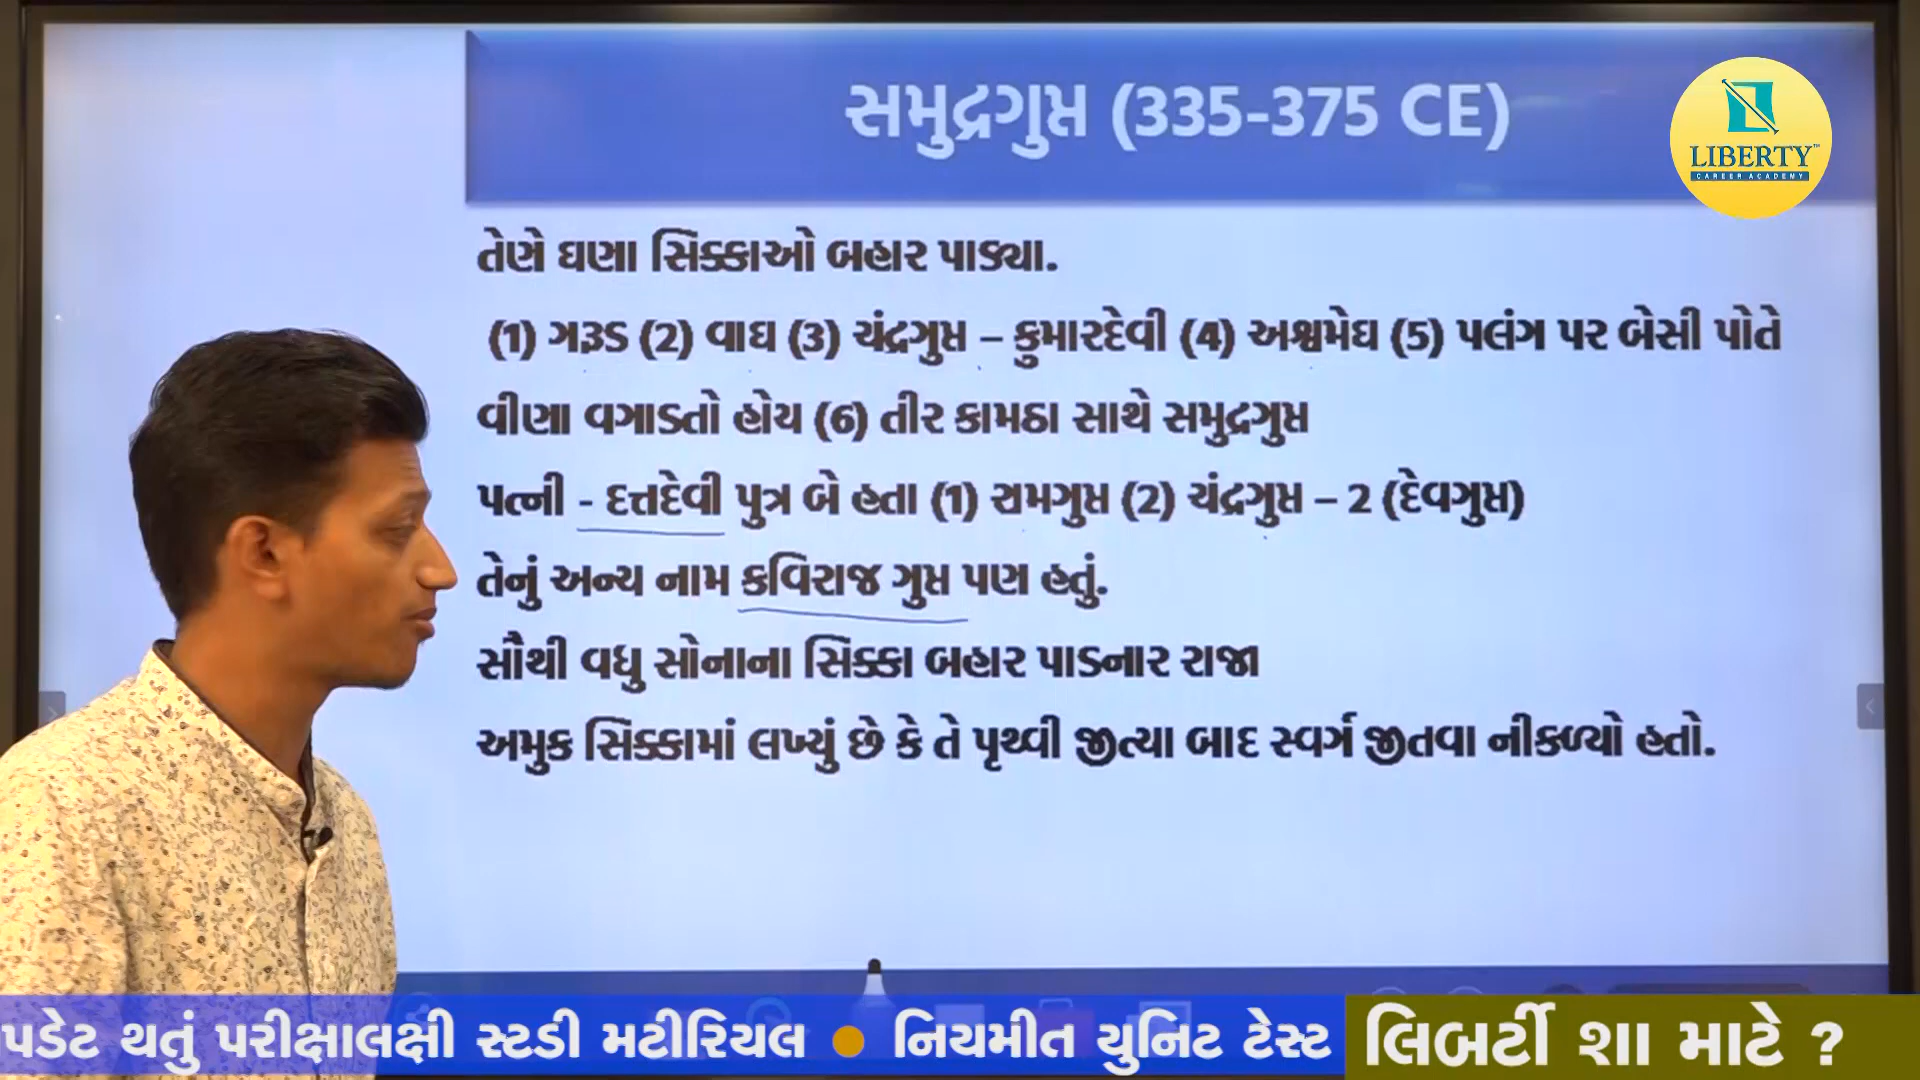 સમુદ્રગુપ્ત (335-375 CE)
LIBERTY™
CAREER ACADEMY
તેણે ઘણા સિક્કાઓ બહાર પાડ્યા.
(1) ગરૂડ (2) વાઘ (3) ચંદ્રગુપ્ત – કુમારદેવી (4) અશ્વમેઘ (5) પલંગ પર બેસી પોતે
વીણા વગાડતો હોય (6) તીર કામઠા સાથે સમુદ્રગુપ્ત
પત્ની - દત્તદેવી પુત્ર બે હતા (1) રામગુપ્ત (2) ચંદ્રગુપ્ત – 2 (દેવગુપ્ત)
તેનું અન્ય નામ કવિરાજ ગુપ્ત પણ હતું.
સૌથી વધુ સોનાના સિક્કા બહાર પાડનાર રાજા
અમુક સિક્કામાં લખ્યું છે કે તે પૃથ્વી જીત્યા બાદ સ્વર્ગ જીતવા નીકળ્યો હતો.
પડેટ થતું પરીક્ષાલક્ષી સ્ટડી મટીરિયલ ● નિયમીત યુનિટ ટેસ્ટ
લિબર્ટી શા માટે ?